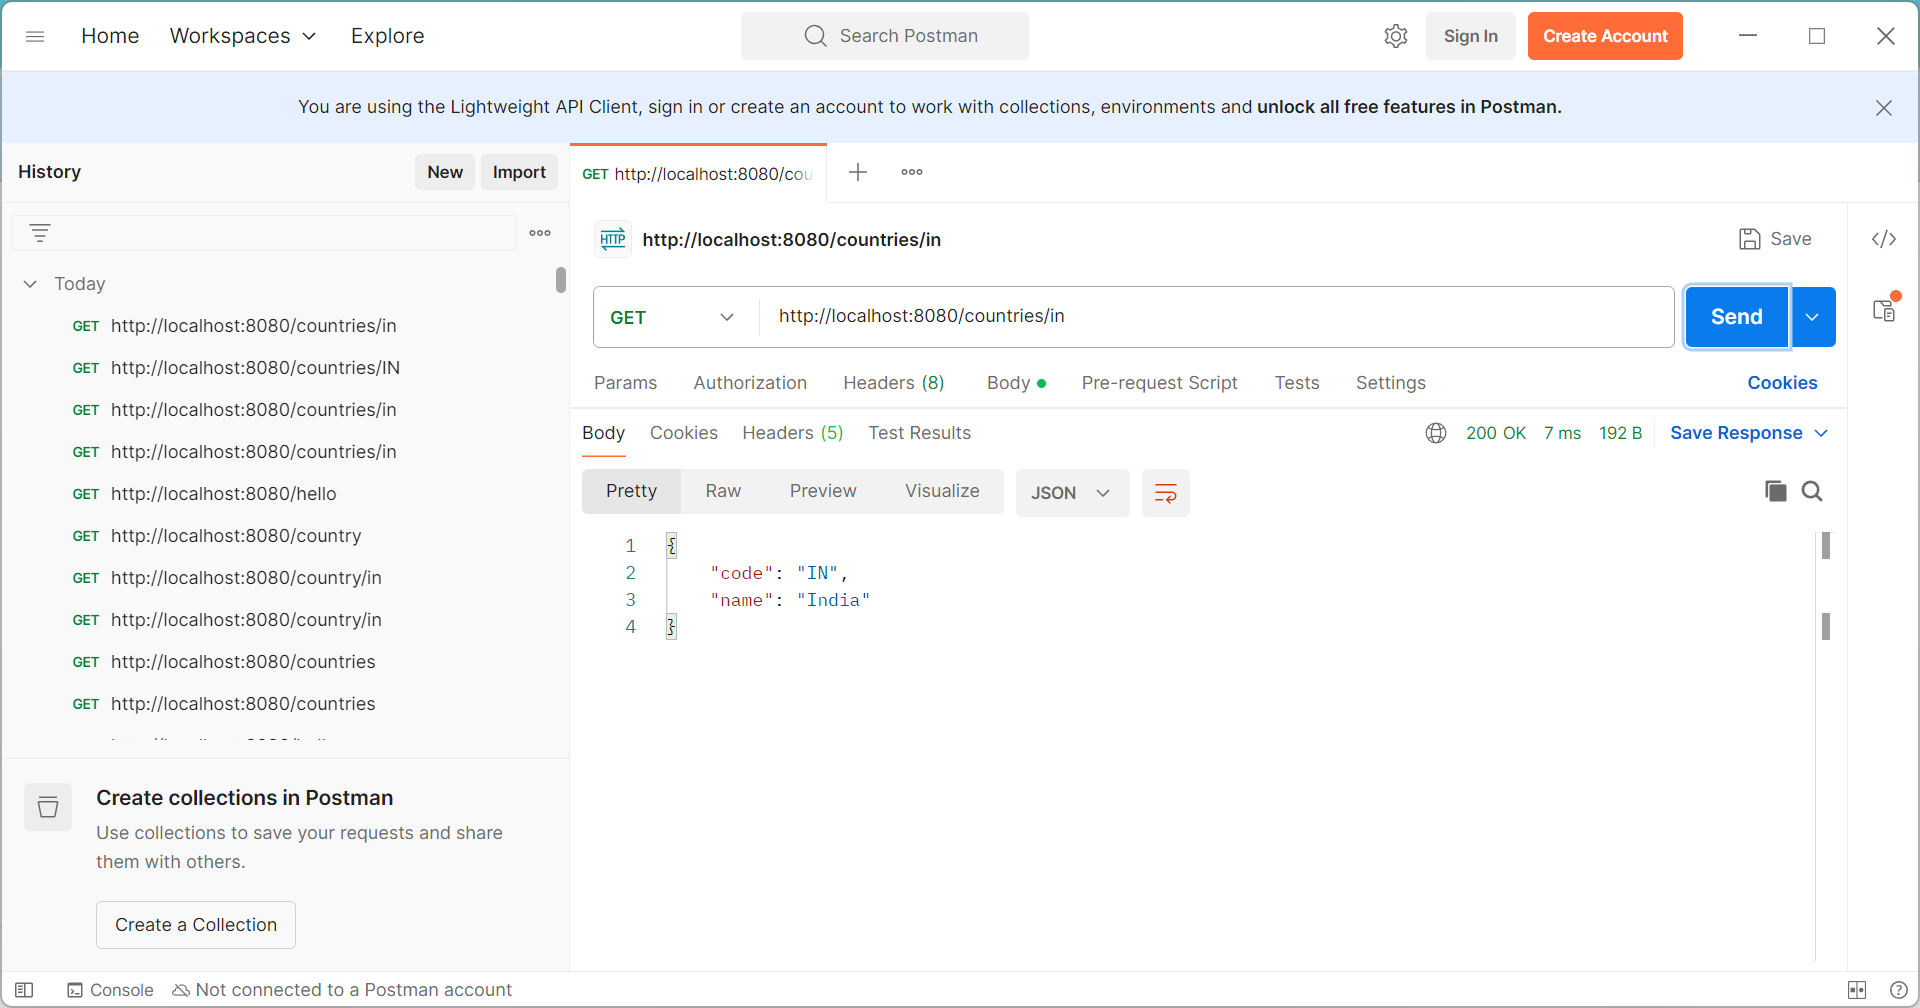 Home Workspaces Explore Search Postman Sign In Create Account
You are using the Lightweight API Client, sign in or create an account to work with collections, environments and unlock all free features in Postman.
History New Import
Today
GET http://localhost:8080/countries/in
GET http://localhost:8080/countries/IN
GET http://localhost:8080/countries/in
GET http://localhost:8080/countries/in
GET http://localhost:8080/hello
GET http://localhost:8080/country
GET http://localhost:8080/country/in
GET http://localhost:8080/country/in
GET http://localhost:8080/countries
GET http://localhost:8080/countries
Create collections in Postman
Use collections to save your requests and share
them with others.
Create a Collection
GET http://localhost:8080/cou
HTTP http://localhost:8080/countries/in Save
GET http://localhost:8080/countries/in Send
Params Authorization Headers (8) Body Pre-request Script Tests Settings Cookies
Body Cookies Headers (5) Test Results 200 OK 7 ms 192 B Save Response
Pretty Raw Preview Visualize JSON
1 {
2 "code": "IN",
3 "name": "India"
4 }
Console Not connected to a Postman account